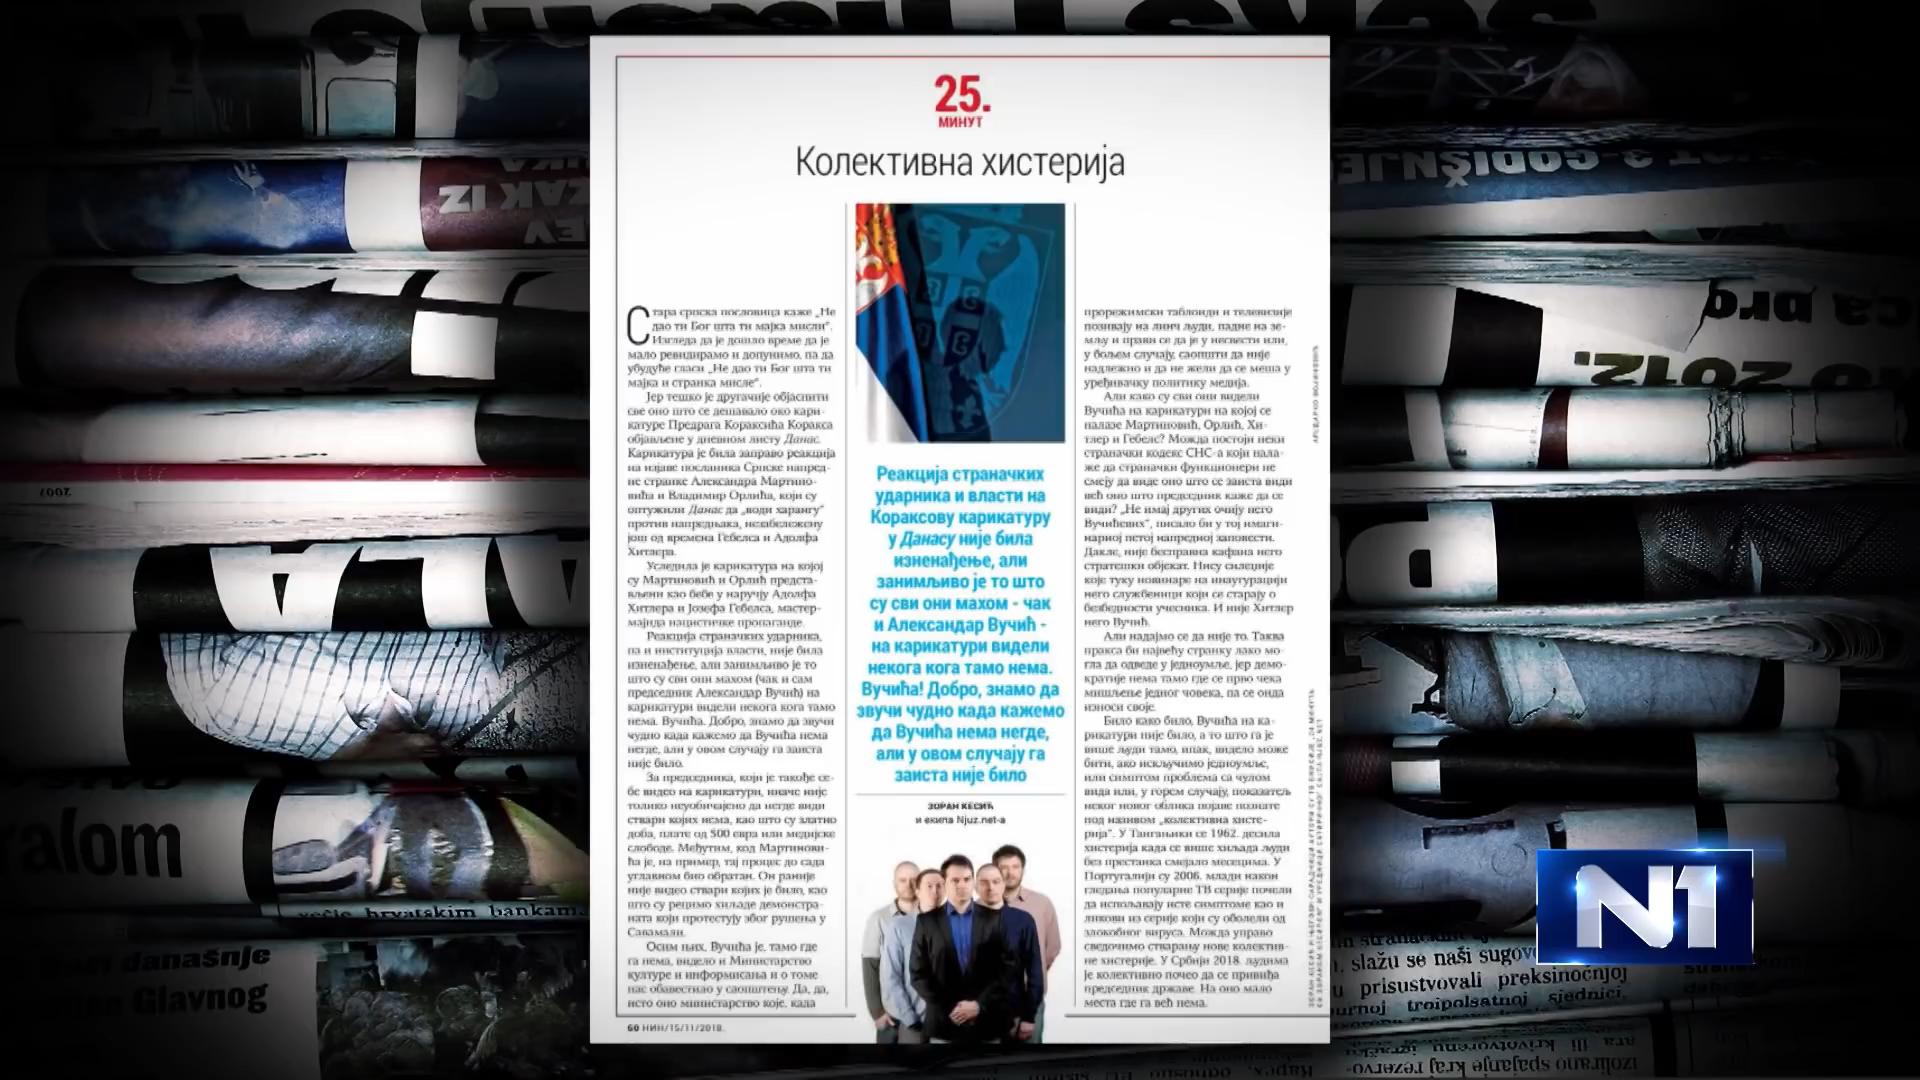 25.
МИНУТ
Колективна хистерија
Стара српска пословица каже „Не
дао ти Бог шта ти мајка мисли“.
Изгледа да је дошло време да је
мало ревидирамо и допунимо, па да
убудуће гласи „Не дао ти Бог шта ти
мајка и странка мисле“.
Јер тешко је другачије објаснити
све оно што се дешавало око кари-
катуре Предрага Кораксића Коракса
објављене у дневном листу Данас.
Карикатура је била заправо реакција
на изјаве посланика Српске напред-
не странке Александра Мартино-
вића и Владимир Орлића, који су
оптужили Данас да „води харангу“
против напредњака, незабележену
још од времена Гебелса и Адолфа
Хитлера.
Уследила је карикатура на којој
су Мартиновић и Орлић предста-
вљени као бебе у наручју Адолфа
Хитлера и Јозефа Гебелса, мастер-
мајнда нацистичке пропаганде.
Реакција страначких ударника,
па и институција власти, није била
изненађење, али занимљиво је то
што су сви они махом (чак и сам
председник Александар Вучић) на
карикатури видели некога кога тамо
нема. Вучића. Добро, знамо да звучи
чудно када кажемо да Вучића нема
негде, али у овом случају га заиста
није било.
За председника, који је такође се-
бе видео на карикатури, иначе није
толико неуобичајено да негде види
ствари којих нема, као што су златно
доба, плате од 500 евра или медијске
слободе. Међутим, код Мартинови-
ћа је, на пример, тај процес до сада
углавном био обратан. Он раније
није видео ствари којих је било, као
што су рецимо хиљаде демонстра-
ната који протестују због рушења у
Савамали.
Осим њих, Вучића је, тамо где
га нема, видело и Министарство
културе и информисања и о томе
нас обавестило у саопштењу. Да, да,
исто оно министарство које, када
60 НИН/15/11/2018.
Реакција страначких
ударника и власти на
Кораксову карикатуру
у Данасу није била
изненађење, али
занимљиво је то што
су сви они махом - чак
и Александар Вучић -
на карикатури видели
некога кога тамо нема.
Вучића! Добро, знамо да
звучи чудно када кажемо
да Вучића нема негде,
али у овом случају га
заиста није било
ЗОРАН КЕСИЋ
и екипа Njuz.net-a
прорежимски таблоиди и телевизије
позивају на линч људи, падне на зе-
мљу и прави се да је у несвести или,
у бољем случају, саопшти да није
надлежно и да не жели да се меша у
уређивачку политику медија.
Али како су сви они видели
Вучића на карикатури на којој се
налазе Мартиновић, Орлић, Хи-
тлер и Гебелс? Можда постоји неки
страначки кодекс СНС-а који нала-
же да страначки функционери не
смеју да виде оно што се заиста види
већ оно што председник каже да се
види? „Не имај других очију него
Вучићевих“, писало би у тој имаги-
нарној петој напредној заповести.
Дакле, није бесправна кафана него
стратешки објекат. Нису силеџије
које туку новинаре на инаугурацији
него службеници који се старају о
безбедности учесника. И није Хитлер
него Вучић.
Али надајмо се да није то. Таква
пракса би највећу странку лако мо-
гла да одведе у једноумље, јер демо-
кратије нема тамо где се прво чека
мишљење једног човека, па се онда
износи своје.
Било како било, Вучића на ка-
рикатури није било, а то што га је
више људи тамо, ипак, видело може
бити, ако искључимо једноумље,
или симптом проблема са чулом
вида или, у горем случају, показатељ
неког новог облика појаве познате
под називом „колективна хисте-
рија“. У Тангањики се 1962. десила
хистерија када се више хиљада људи
без престанка смејало месецима. У
Португалији су 2006. млади након
гледања популарне ТВ серије почели
да испољавају исте симптоме као и
ликови из серије који су оболели од
злокобног вируса. Можда управо
сведочимо стварању нове колектив-
не хистерије. У Србији 2018. људима
је колективно почео да се привиђа
председник државе. На оно мало
места где га већ нема.
N1
ZAK IZ
2007
ALA
alom
većie hrvatskim bankama
današnje
Glavnog
3-GODIŠNJE
2012.
slažu se naši
u prisustvovali preksinoćnjoj
troipolsatnoj sjednici,